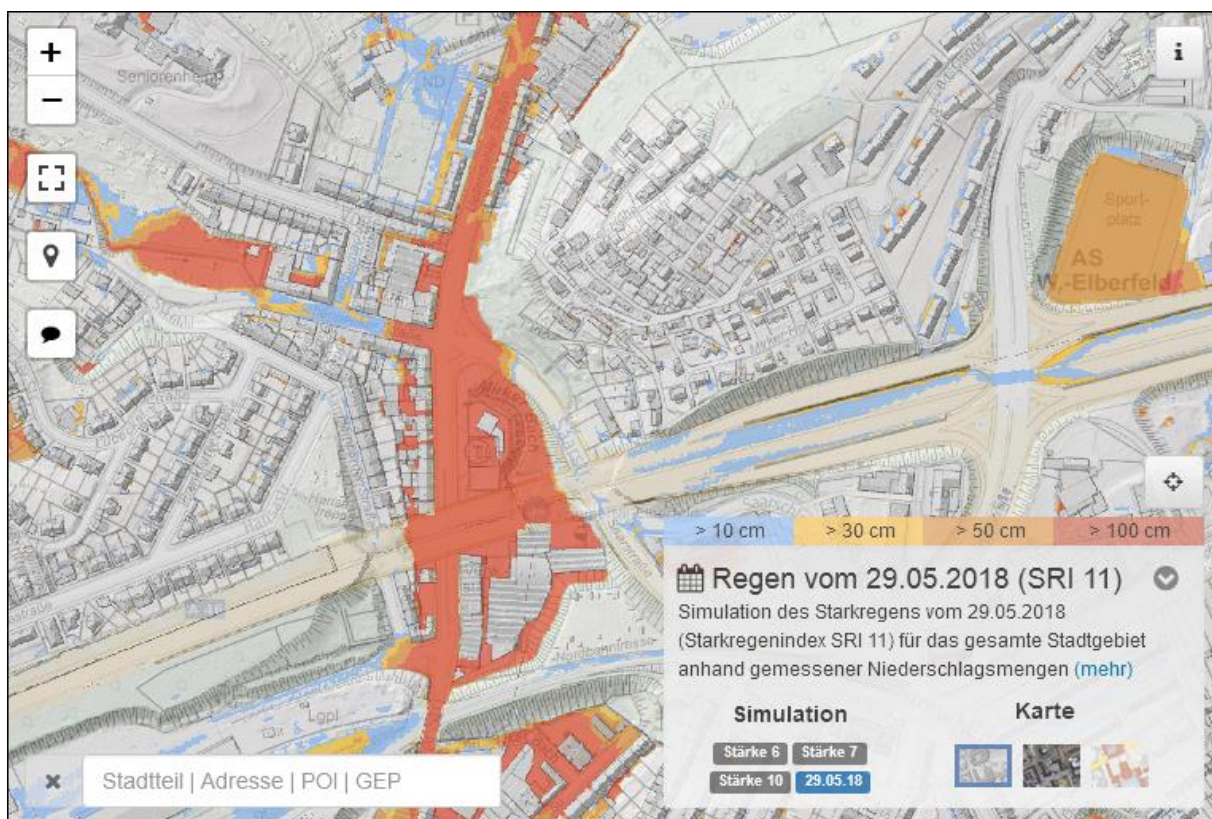 +
−
i
Seniorenheim
ND
P
Sport-
platz
AS
W.-Elberfeld
Lgpl
> 10 cm > 30 cm > 50 cm > 100 cm
Regen vom 29.05.2018 (SRI 11)
Simulation des Starkregens vom 29.05.2018
(Starkregenindex SRI 11) für das gesamte Stadtgebiet
anhand gemessener Niederschlagsmengen (mehr)
Simulation Karte
Stärke 6 Stärke 7
Stärke 10 29.05.18
Stadtteil | Adresse | POI | GEP